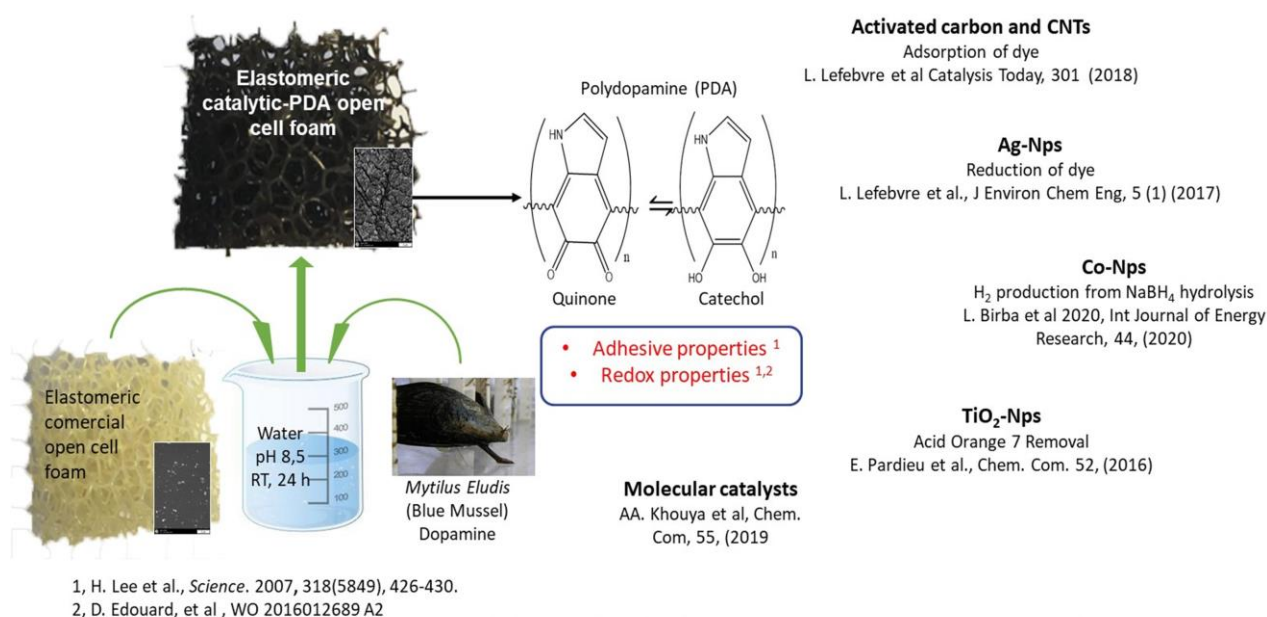 Elastomeric
catalytic-PDA open
cell foam
Polydopamine (PDA)
HN
HN
n
n
O
O
HO
OH
Quinone
Catechol
• Adhesive properties 1
• Redox properties 1,2
Elastomeric
comercial
open cell
foam
Water
pH 8,5
RT, 24 h
500
400
300
200
100
Mytilus Eludis
(Blue Mussel)
Dopamine
Activated carbon and CNTs
Adsorption of dye
L. Lefebvre et al Catalysis Today, 301 (2018)
Ag-Nps
Reduction of dye
L. Lefebvre et al., J Environ Chem Eng, 5 (1) (2017)
Co-Nps
H2 production from NaBH4 hydrolysis
L. Birba et al 2020, Int Journal of Energy
Research, 44, (2020)
TiO2-Nps
Acid Orange 7 Removal
E. Pardieu et al., Chem. Com. 52, (2016)
Molecular catalysts
AA. Khouya et al, Chem.
Com, 55, (2019
1, H. Lee et al., Science. 2007, 318(5849), 426-430.
2, D. Edouard, et al , WO 2016012689 A2